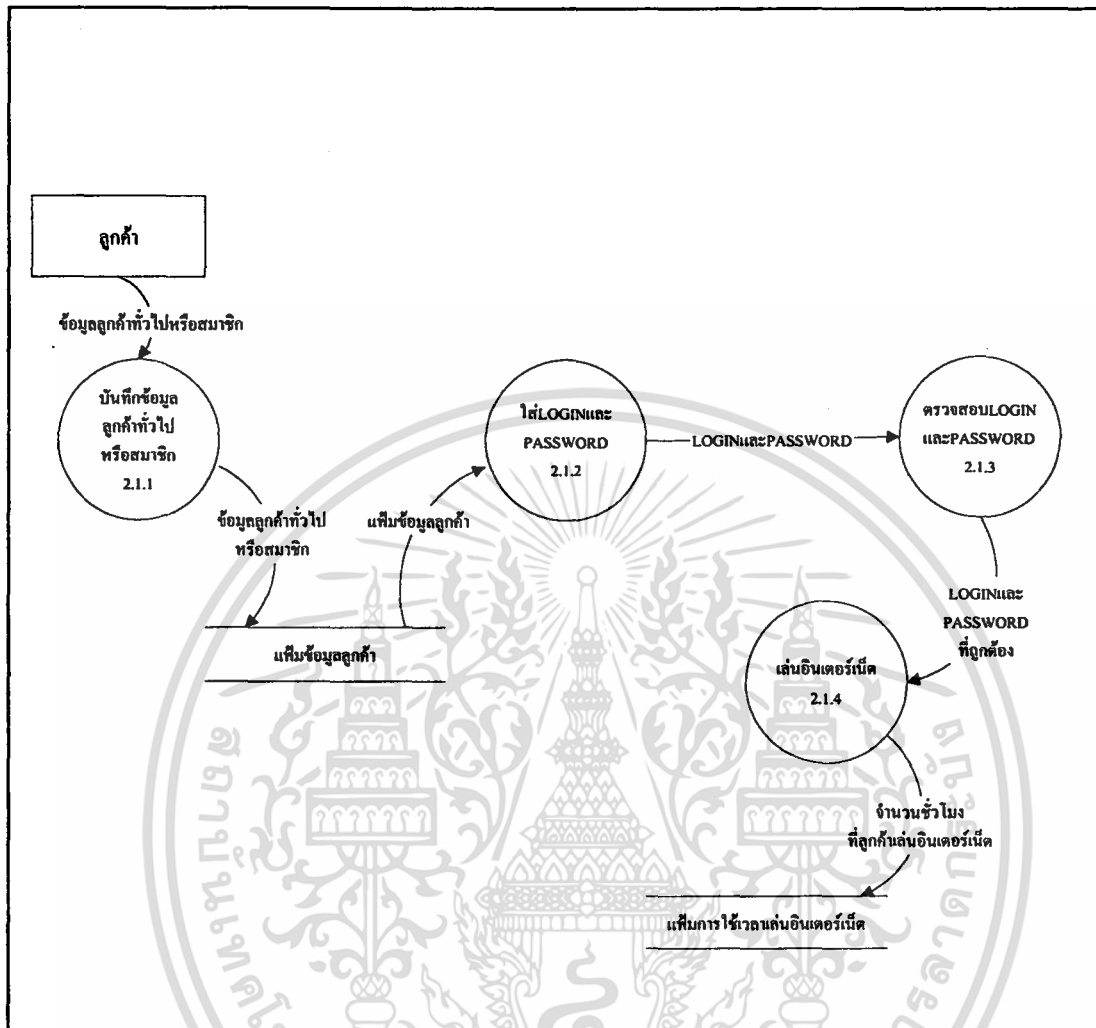 ลูกค้า
ข้อมูลลูกค้าทั่วไปหรือสมาชิก
บันทึกข้อมูล
ลูกค้าทั่วไป
หรือสมาชิก
2.1.1
ข้อมูลลูกค้าทั่วไป
หรือสมาชิก
แฟ้มข้อมูลลูกค้า
แฟ้มข้อมูลลูกค้า
ใส่LOGINและ
PASSWORD
2.1.2
LOGINและPASSWORD
ตรวจสอบLOGIN
และPASSWORD
2.1.3
LOGINและ
PASSWORD
ที่ถูกต้อง
เล่นอินเตอร์เน็ต
2.1.4
จำนวนชั่วโมง
ที่ลูกค้าเล่นอินเตอร์เน็ต
แฟ้มการใช้เวลาเล่นอินเตอร์เน็ต